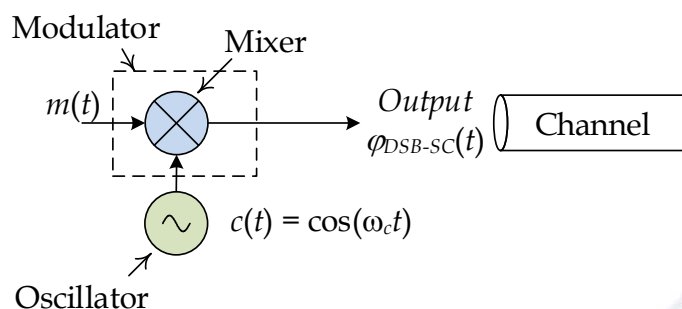 Modulator
Mixer
m(t)
Output
φDSB-SC(t)
Channel
c(t) = cos(ωct)
Oscillator